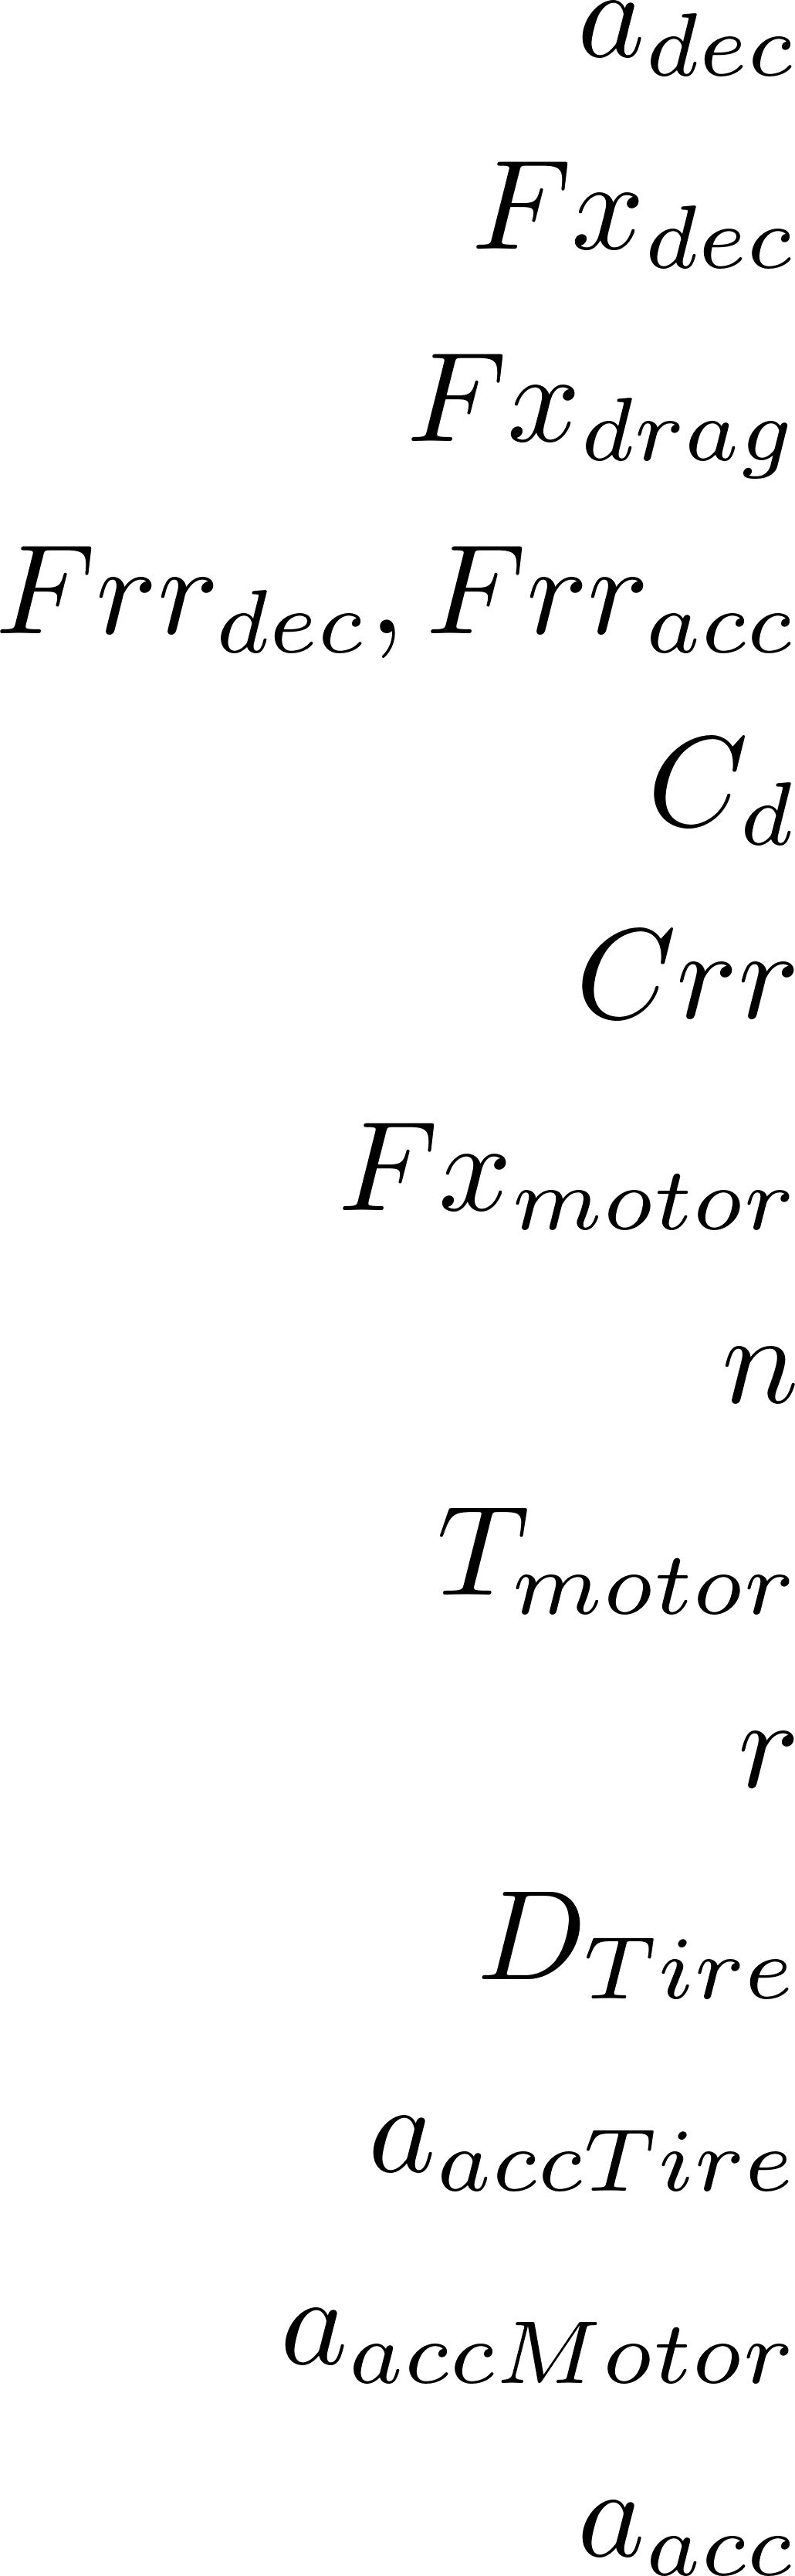 a_{dec}
Fx_{dec}
Fx_{drag}
Frr_{dec}, Frr_{acc}
C_d
Crr
Fx_{motor}
n
T_{motor}
r
D_{Tire}
a_{accTire}
a_{accMotor}
a_{acc}